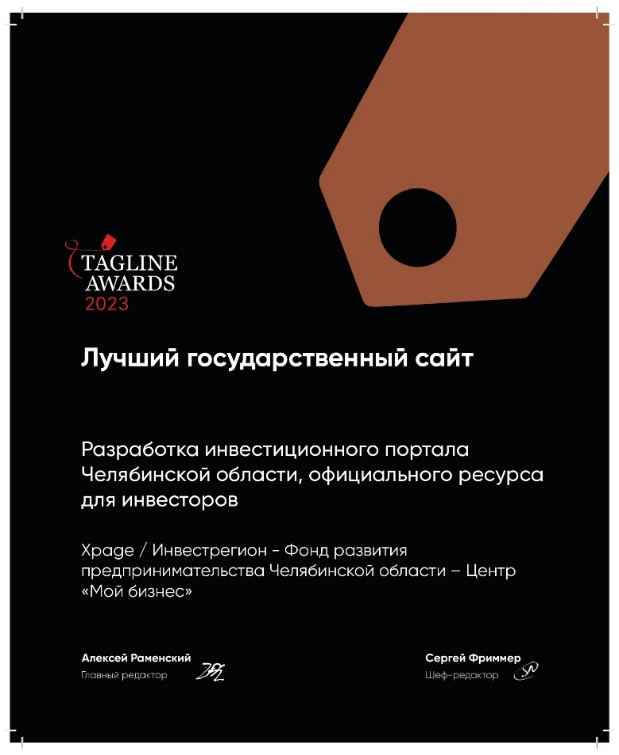 TAGLINE
AWARDS
2023
Лучший государственный сайт
Разработка инвестиционного портала
Челябинской области, официального ресурса
для инвесторов
Xpage / Инвестрегион - Фонд развития
предпринимательства Челябинской области – Центр
«Мой бизнес»
Алексей Раменский
Главный редактор
Сергей Фриммер
Шеф-редактор